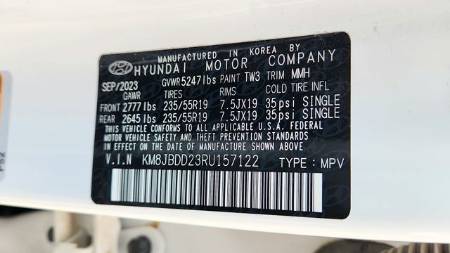 MANUFACTURED IN KOREA BY
HYUNDAI MOTOR COMPANY
SEP/2023 GVWR5247lbs PAINT TW3 TRIM MMH
GAWR TIRES RIMS COLD TIRE INFL
FRONT 2777 lbs 235/55R19 7.5JX19 35psi SINGLE
REAR 2645 lbs 235/55R19 7.5JX19 35psi SINGLE
THIS VEHICLE CONFORMS TO ALL APPLICABLE U.S.A. FEDERAL
MOTOR VEHICLE SAFETY AND THEFT PREVENTION STANDARDS
IN EFFECT ON THE DATE OF MANUFACTURE SHOWN ABOVE.
V.I.N KM8JBDD23RU157122 TYPE : MPV